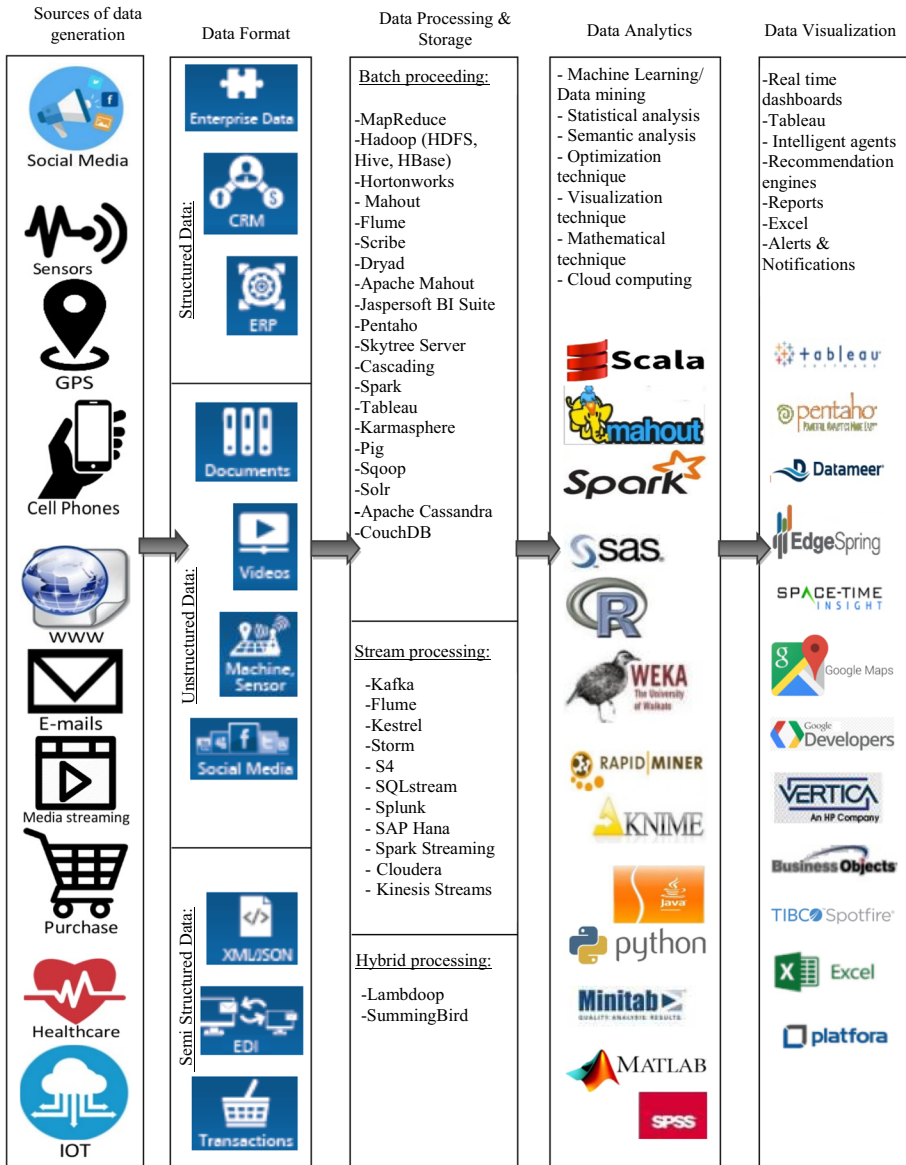 Sources of data
generation
Social Media
Sensors
GPS
Cell Phones
www
E-mails
Media streaming
Purchase
Healthcare
IOT
Data Format
Structured Data:
Enterprise Data
CRM
ERP
Unstructured Data:
Documents
Videos
Machine,
Sensor
Social Media
Semi Structured Data:
XML/JSON
EDI
Transactions
Data Processing &
Storage
Batch proceeding:
-MapReduce
-Hadoop (HDFS,
Hive, HBase)
-Hortonworks
- Mahout
-Flume
-Scribe
-Dryad
-Apache Mahout
-Jaspersoft BI Suite
-Pentaho
-Skytree Server
-Cascading
-Spark
-Tableau
-Karmasphere
-Pig
-Sqoop
-Solr
-Apache Cassandra
-CouchDB
Stream processing:
-Kafka
-Flume
-Kestrel
-Storm
- S4
- SQLstream
- Splunk
- SAP Hana
- Spark Streaming
- Cloudera
- Kinesis Streams
Hybrid processing:
-Lambdoop
-SummingBird
Data Analytics
- Machine Learning/
Data mining
- Statistical analysis
- Semantic analysis
- Optimization
technique
- Visualization
technique
- Mathematical
technique
- Cloud computing
Scala
mahout
Spark
sas
R
WEKA
The University
of Waikato
RAPID MINER
KNIME
Java
python
Minitab
QUALITY. ANALYSIS. RESULTS.
MATLAB
SPSS
Data Visualization
-Real time
dashboards
-Tableau
- Intelligent agents
-Recommendation
engines
-Reports
-Excel
-Alerts &
Notifications
tableau
SOFTWARE
pentaho
POWERFUL ANALYTICS MADE EASY
Datameer
EdgeSpring
SPACE-TIME
INSIGHT
g
Google Maps
Google
Developers
VERTICA
An HP Company
Business Objects
TIBCO Spotfire
X
Excel
platfora